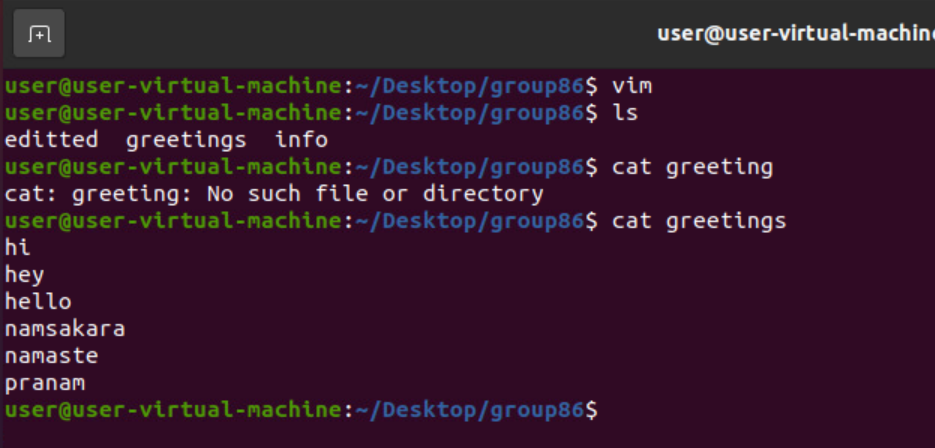 user@user-virtual-machine
user@user-virtual-machine:~/Desktop/group86$ vim
user@user-virtual-machine:~/Desktop/group86$ ls
editted  greetings  info
user@user-virtual-machine:~/Desktop/group86$ cat greeting
cat: greeting: No such file or directory
user@user-virtual-machine:~/Desktop/group86$ cat greetings
hi
hey
hello
namsakara
namaste
pranam
user@user-virtual-machine:~/Desktop/group86$